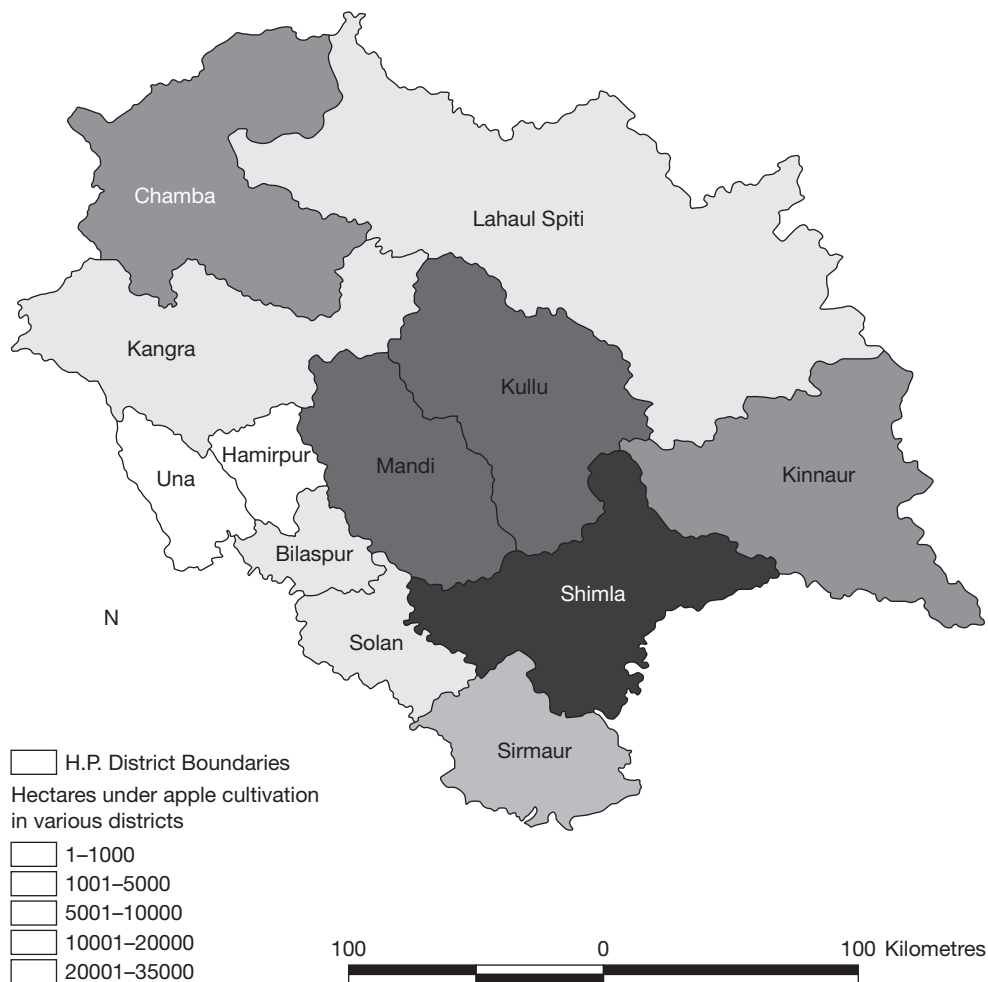 Chamba
Lahaul Spiti
Kangra
Kullu
Hamirpur
Mandi
Una
Kinnaur
Bilaspur
Shimla
N
Solan
Sirmaur
H.P. District Boundaries
Hectares under apple cultivation
in various districts
1–1000
1001–5000
5001–10000
10001–20000
20001–35000
100 0 100 Kilometres